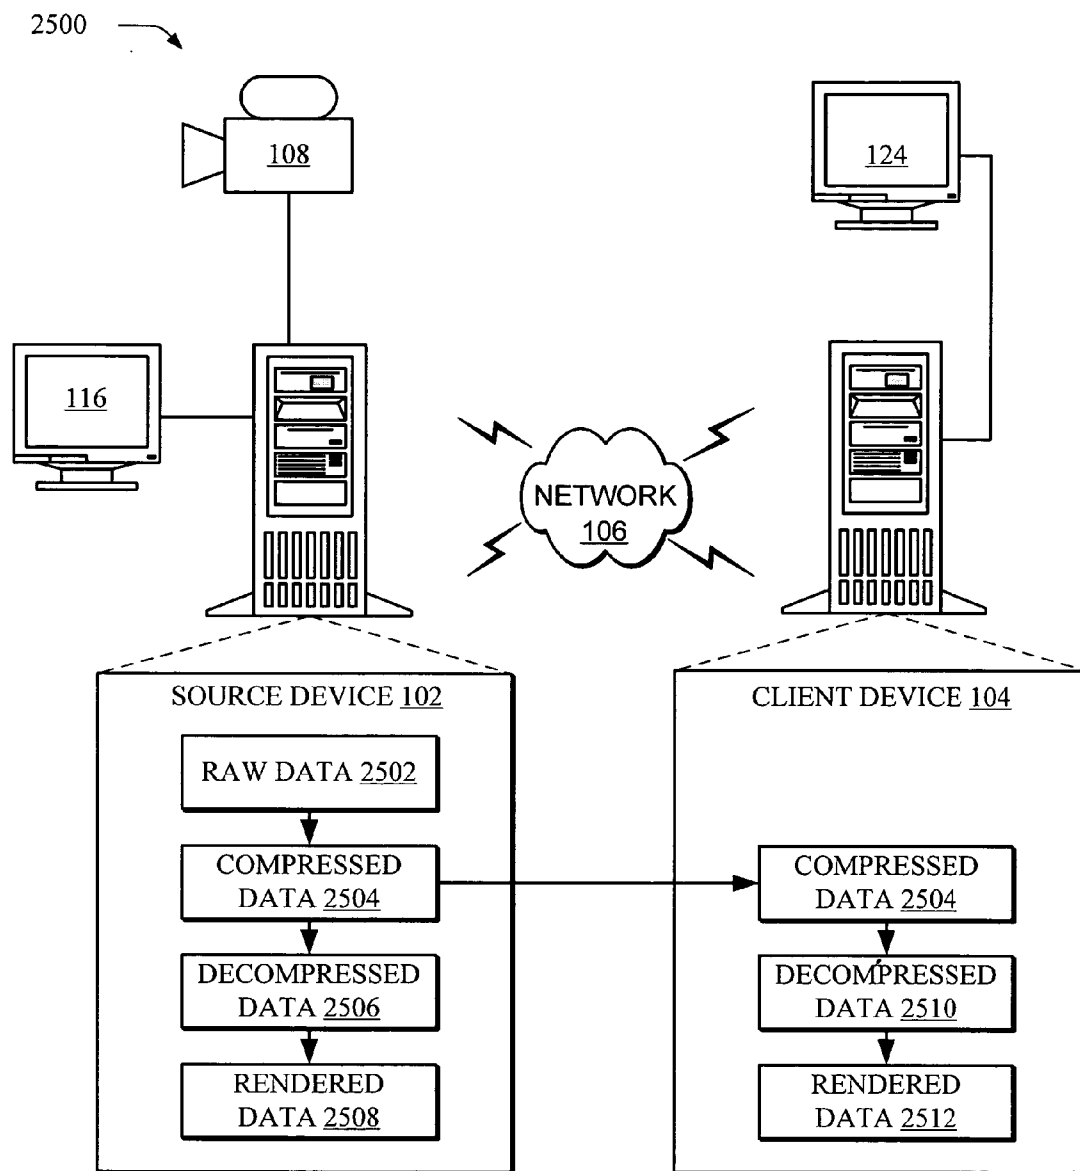 2500
108
124
116
NETWORK
106
SOURCE DEVICE 102
RAW DATA 2502
COMPRESSED
DATA 2504
DECOMPRESSED
DATA 2506
RENDERED
DATA 2508
CLIENT DEVICE 104
COMPRESSED
DATA 2504
DECOMPRESSED
DATA 2510
RENDERED
DATA 2512